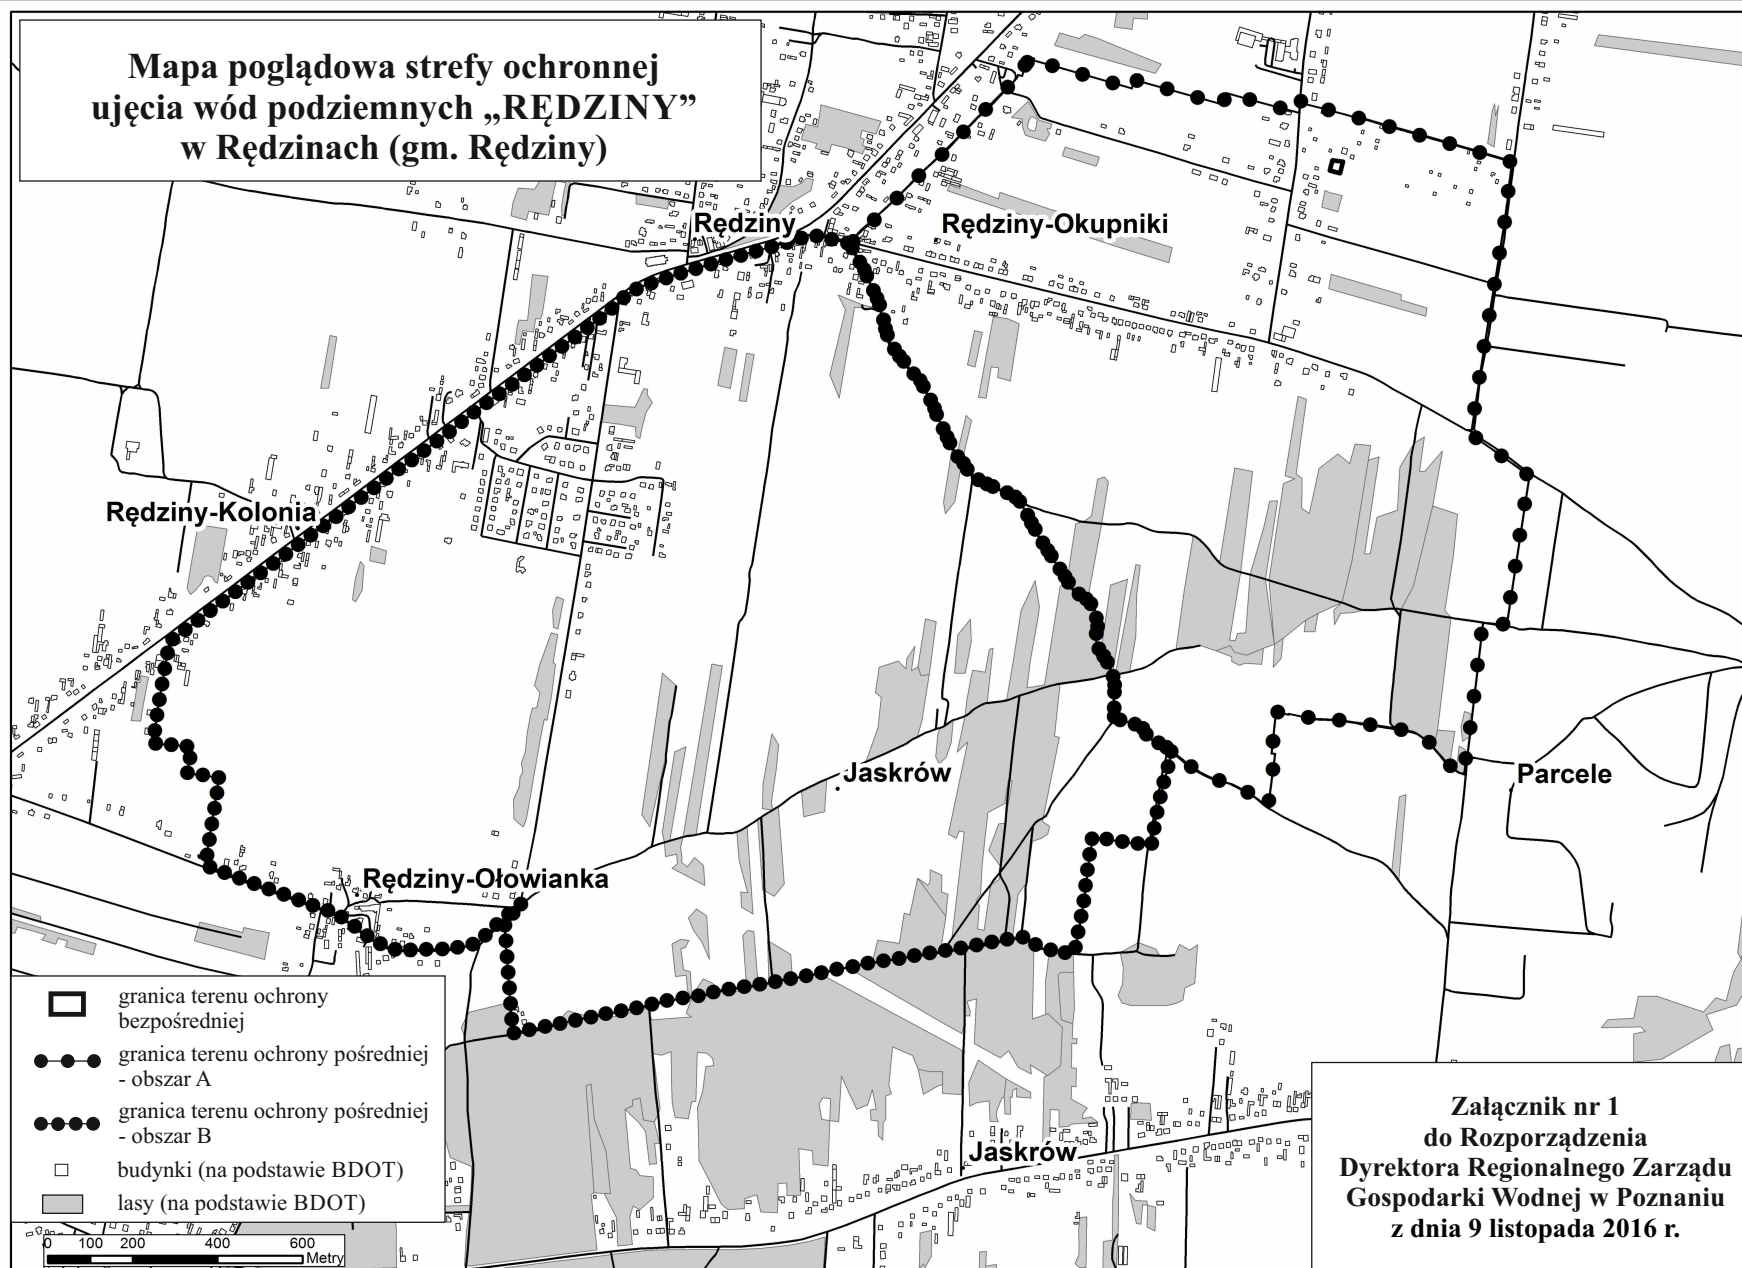 Mapa poglądowa strefy ochronnej
ujęcia wód podziemnych „RĘDZINY”
w Rędzinach (gm. Rędziny)
Rędziny
Rędziny-Okupniki
Rędziny-Kolonia
Jaskrów
Parcele
Rędziny-Ołowianka
Jaskrów
granica terenu ochrony
bezpośredniej
granica terenu ochrony pośredniej
- obszar A
granica terenu ochrony pośredniej
- obszar B
budynki (na podstawie BDOT)
lasy (na podstawie BDOT)
0 100 200 400 600
Metry
Załącznik nr 1
do Rozporządzenia
Dyrektora Regionalnego Zarządu
Gospodarki Wodnej w Poznaniu
z dnia 9 listopada 2016 r.